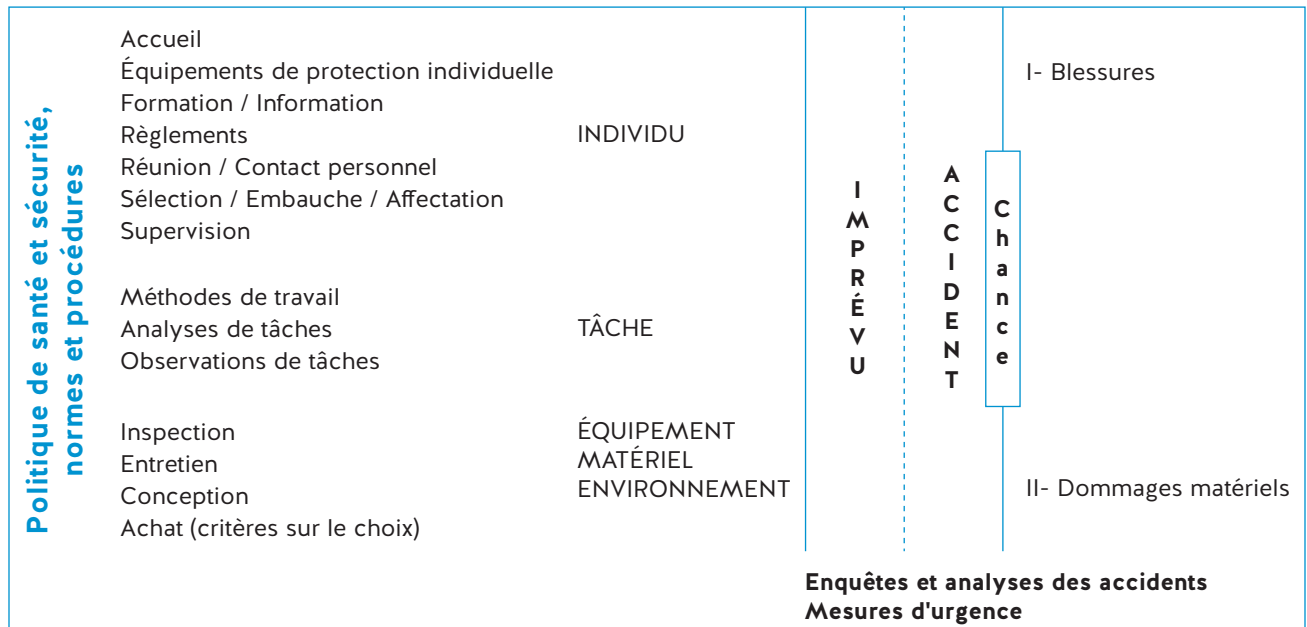 Politique de santé et sécurité,
normes et procédures
Accueil
Équipements de protection individuelle
Formation / Information
Règlements
Réunion / Contact personnel
Sélection / Embauche / Affectation
Supervision
INDIVIDU
Méthodes de travail
Analyses de tâches
Observations de tâches
TÂCHE
Inspection
Entretien
Conception
Achat (critères sur le choix)
ÉQUIPEMENT
MATÉRIEL
ENVIRONNEMENT
IMPRÉVU
ACCIDENT
Chance
I- Blessures
II- Dommages matériels
Enquêtes et analyses des accidents
Mesures d'urgence